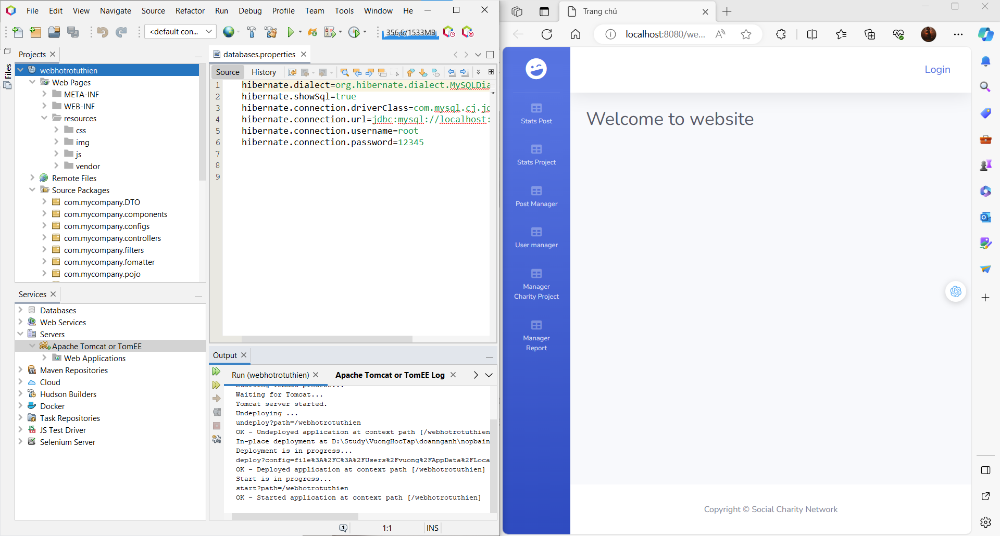 File Edit View Navigate Source Refactor Run Debug Profile Team Tools Window He
<default con...
356,6/1533MB
Projects
Files
webhotrotuthien
Web Pages
META-INF
WEB-INF
resources
css
img
js
vendor
Remote Files
Source Packages
com.mycompany.DTO
com.mycompany.components
com.mycompany.configs
com.mycompany.controllers
com.mycompany.filters
com.mycompany.fomatter
com.mycompany.pojo
Services
Databases
Web Services
Servers
Apache Tomcat or TomEE
Web Applications
Maven Repositories
Cloud
Hudson Builders
Docker
Task Repositories
JS Test Driver
Selenium Server
databases.properties
Source History
1 hibernate.dialect=org.hibernate.dialect.MySQLDia
2 hibernate.showSql=true
3 hibernate.connection.driverClass=com.mysql.cj.jd
4 hibernate.connection.url=jdbc:mysql://localhost:
5 hibernate.connection.username=root
6 hibernate.connection.password=12345
7
8
9
Output
Run (webhotrotuthien) Apache Tomcat or TomEE Log
Starting Tomcat process...
Waiting for Tomcat...
Tomcat server started.
Undeploying ...
undeploy?path=/webhotrotuthien
OK - Undeployed application at context path [/webhotrotuthien
In-place deployment at D:\Study\VuongHocTap\doannganh\nopbain
Deployment is in progress...
deploy?config=file%3A%2FC%3A%2FUsers%2Fvuong%2FAppData%2FLoca
OK - Deployed application at context path [/webhotrotuthien]
Start is in progress...
start?path=/webhotrotuthien
OK - Started application at context path [/webhotrotuthien]
1:1 INS
Trang chủ
localhost:8080/we...
Login
Welcome to website
Stats Post
Stats Project
Post Manager
User manager
Manager
Charity Project
Manager
Report
Copyright © Social Charity Network